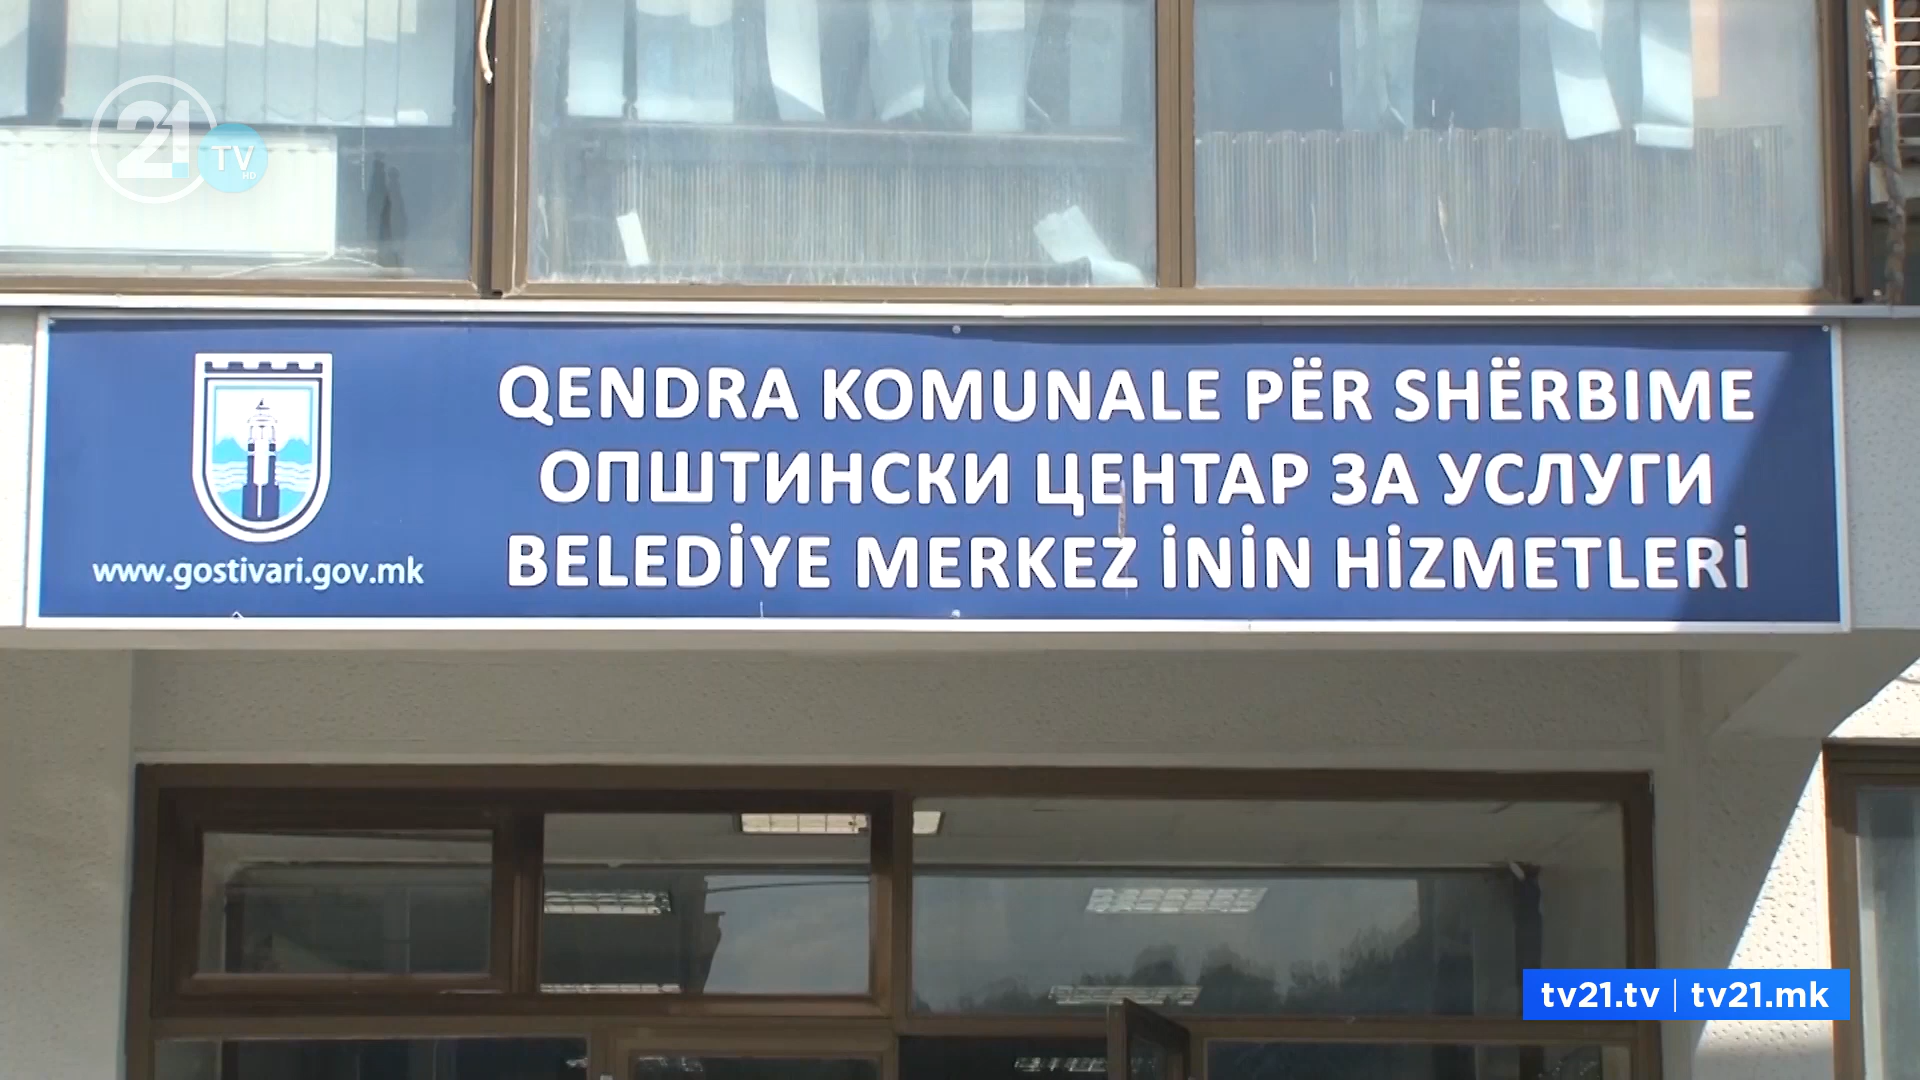 21 TV HD
QENDRA KOMUNALE PËR SHËRBIME
ОПШТИНСКИ ЦЕНТАР ЗА УСЛУГИ
BELEDİYE MERKEZ İNİN HİZMETLERİ
www.gostivari.gov.mk
tv21.tv | tv21.mk